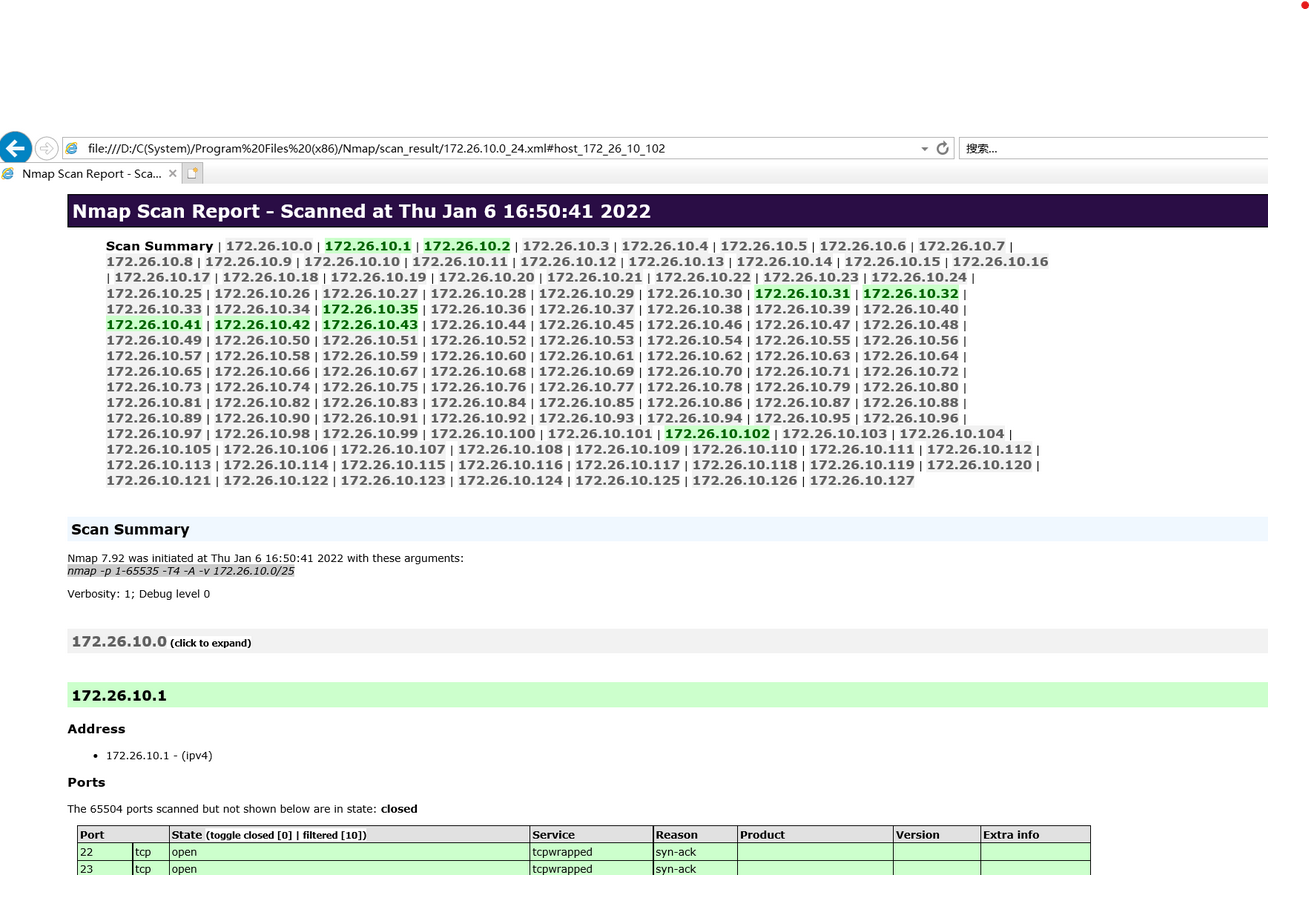 file:///D:/C(System)/Program%20Files%20(x86)/Nmap/scan_result/172.26.10.0_24.xml#host_172_26_10_102
搜索...
Nmap Scan Report - Sca...
Nmap Scan Report - Scanned at Thu Jan 6 16:50:41 2022
Scan Summary | 172.26.10.0 | 172.26.10.1 | 172.26.10.2 | 172.26.10.3 | 172.26.10.4 | 172.26.10.5 | 172.26.10.6 | 172.26.10.7 |
172.26.10.8 | 172.26.10.9 | 172.26.10.10 | 172.26.10.11 | 172.26.10.12 | 172.26.10.13 | 172.26.10.14 | 172.26.10.15 | 172.26.10.16
| 172.26.10.17 | 172.26.10.18 | 172.26.10.19 | 172.26.10.20 | 172.26.10.21 | 172.26.10.22 | 172.26.10.23 | 172.26.10.24 |
172.26.10.25 | 172.26.10.26 | 172.26.10.27 | 172.26.10.28 | 172.26.10.29 | 172.26.10.30 | 172.26.10.31 | 172.26.10.32 |
172.26.10.33 | 172.26.10.34 | 172.26.10.35 | 172.26.10.36 | 172.26.10.37 | 172.26.10.38 | 172.26.10.39 | 172.26.10.40 |
172.26.10.41 | 172.26.10.42 | 172.26.10.43 | 172.26.10.44 | 172.26.10.45 | 172.26.10.46 | 172.26.10.47 | 172.26.10.48 |
172.26.10.49 | 172.26.10.50 | 172.26.10.51 | 172.26.10.52 | 172.26.10.53 | 172.26.10.54 | 172.26.10.55 | 172.26.10.56 |
172.26.10.57 | 172.26.10.58 | 172.26.10.59 | 172.26.10.60 | 172.26.10.61 | 172.26.10.62 | 172.26.10.63 | 172.26.10.64 |
172.26.10.65 | 172.26.10.66 | 172.26.10.67 | 172.26.10.68 | 172.26.10.69 | 172.26.10.70 | 172.26.10.71 | 172.26.10.72 |
172.26.10.73 | 172.26.10.74 | 172.26.10.75 | 172.26.10.76 | 172.26.10.77 | 172.26.10.78 | 172.26.10.79 | 172.26.10.80 |
172.26.10.81 | 172.26.10.82 | 172.26.10.83 | 172.26.10.84 | 172.26.10.85 | 172.26.10.86 | 172.26.10.87 | 172.26.10.88 |
172.26.10.89 | 172.26.10.90 | 172.26.10.91 | 172.26.10.92 | 172.26.10.93 | 172.26.10.94 | 172.26.10.95 | 172.26.10.96 |
172.26.10.97 | 172.26.10.98 | 172.26.10.99 | 172.26.10.100 | 172.26.10.101 | 172.26.10.102 | 172.26.10.103 | 172.26.10.104 |
172.26.10.105 | 172.26.10.106 | 172.26.10.107 | 172.26.10.108 | 172.26.10.109 | 172.26.10.110 | 172.26.10.111 | 172.26.10.112 |
172.26.10.113 | 172.26.10.114 | 172.26.10.115 | 172.26.10.116 | 172.26.10.117 | 172.26.10.118 | 172.26.10.119 | 172.26.10.120 |
172.26.10.121 | 172.26.10.122 | 172.26.10.123 | 172.26.10.124 | 172.26.10.125 | 172.26.10.126 | 172.26.10.127
Scan Summary
Nmap 7.92 was initiated at Thu Jan 6 16:50:41 2022 with these arguments:
nmap -p 1-65535 -T4 -A -v 172.26.10.0/25
Verbosity: 1; Debug level 0
172.26.10.0 (click to expand)
172.26.10.1
Address
• 172.26.10.1 - (ipv4)
Ports
The 65504 ports scanned but not shown below are in state: closed
Port State (toggle closed [0] | filtered [10]) Service Reason Product Version Extra info
22 tcp open tcpwrapped syn-ack
23 tcp open tcpwrapped syn-ack